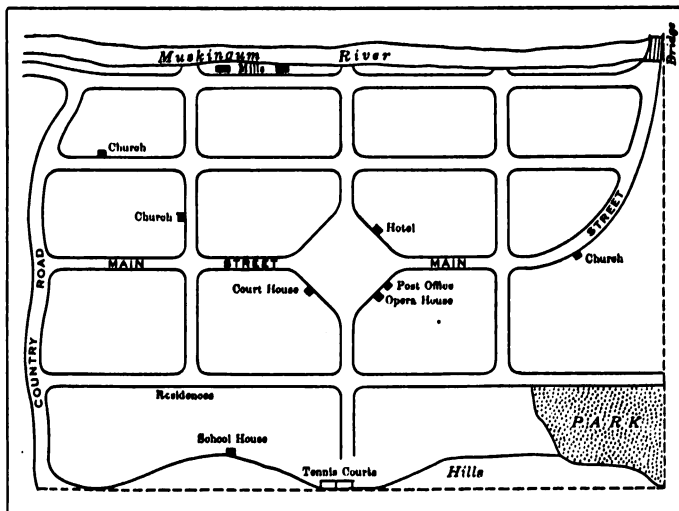 Muskingum River
Bridge
Mills
Church
Church
Hotel
STREET
MAIN STREET MAIN
Church
ROAD
Court House
Post Office
Opera House
COUNTRY
Residences
PARK
School House
Tennis Courts
Hills